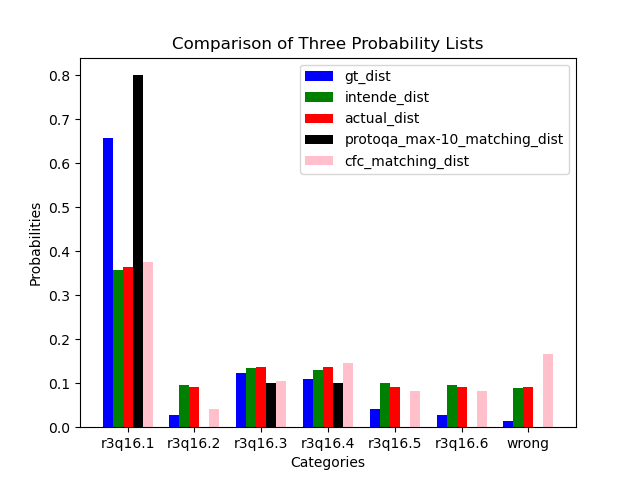 Comparison of Three Probability Lists
gt_dist
intende_dist
actual_dist
protoqa_max-10_matching_dist
cfc_matching_dist
Probabilities
0.8
0.7
0.6
0.5
0.4
0.3
0.2
0.1
0.0
r3q16.1 r3q16.2 r3q16.3 r3q16.4 r3q16.5 r3q16.6 wrong
Categories